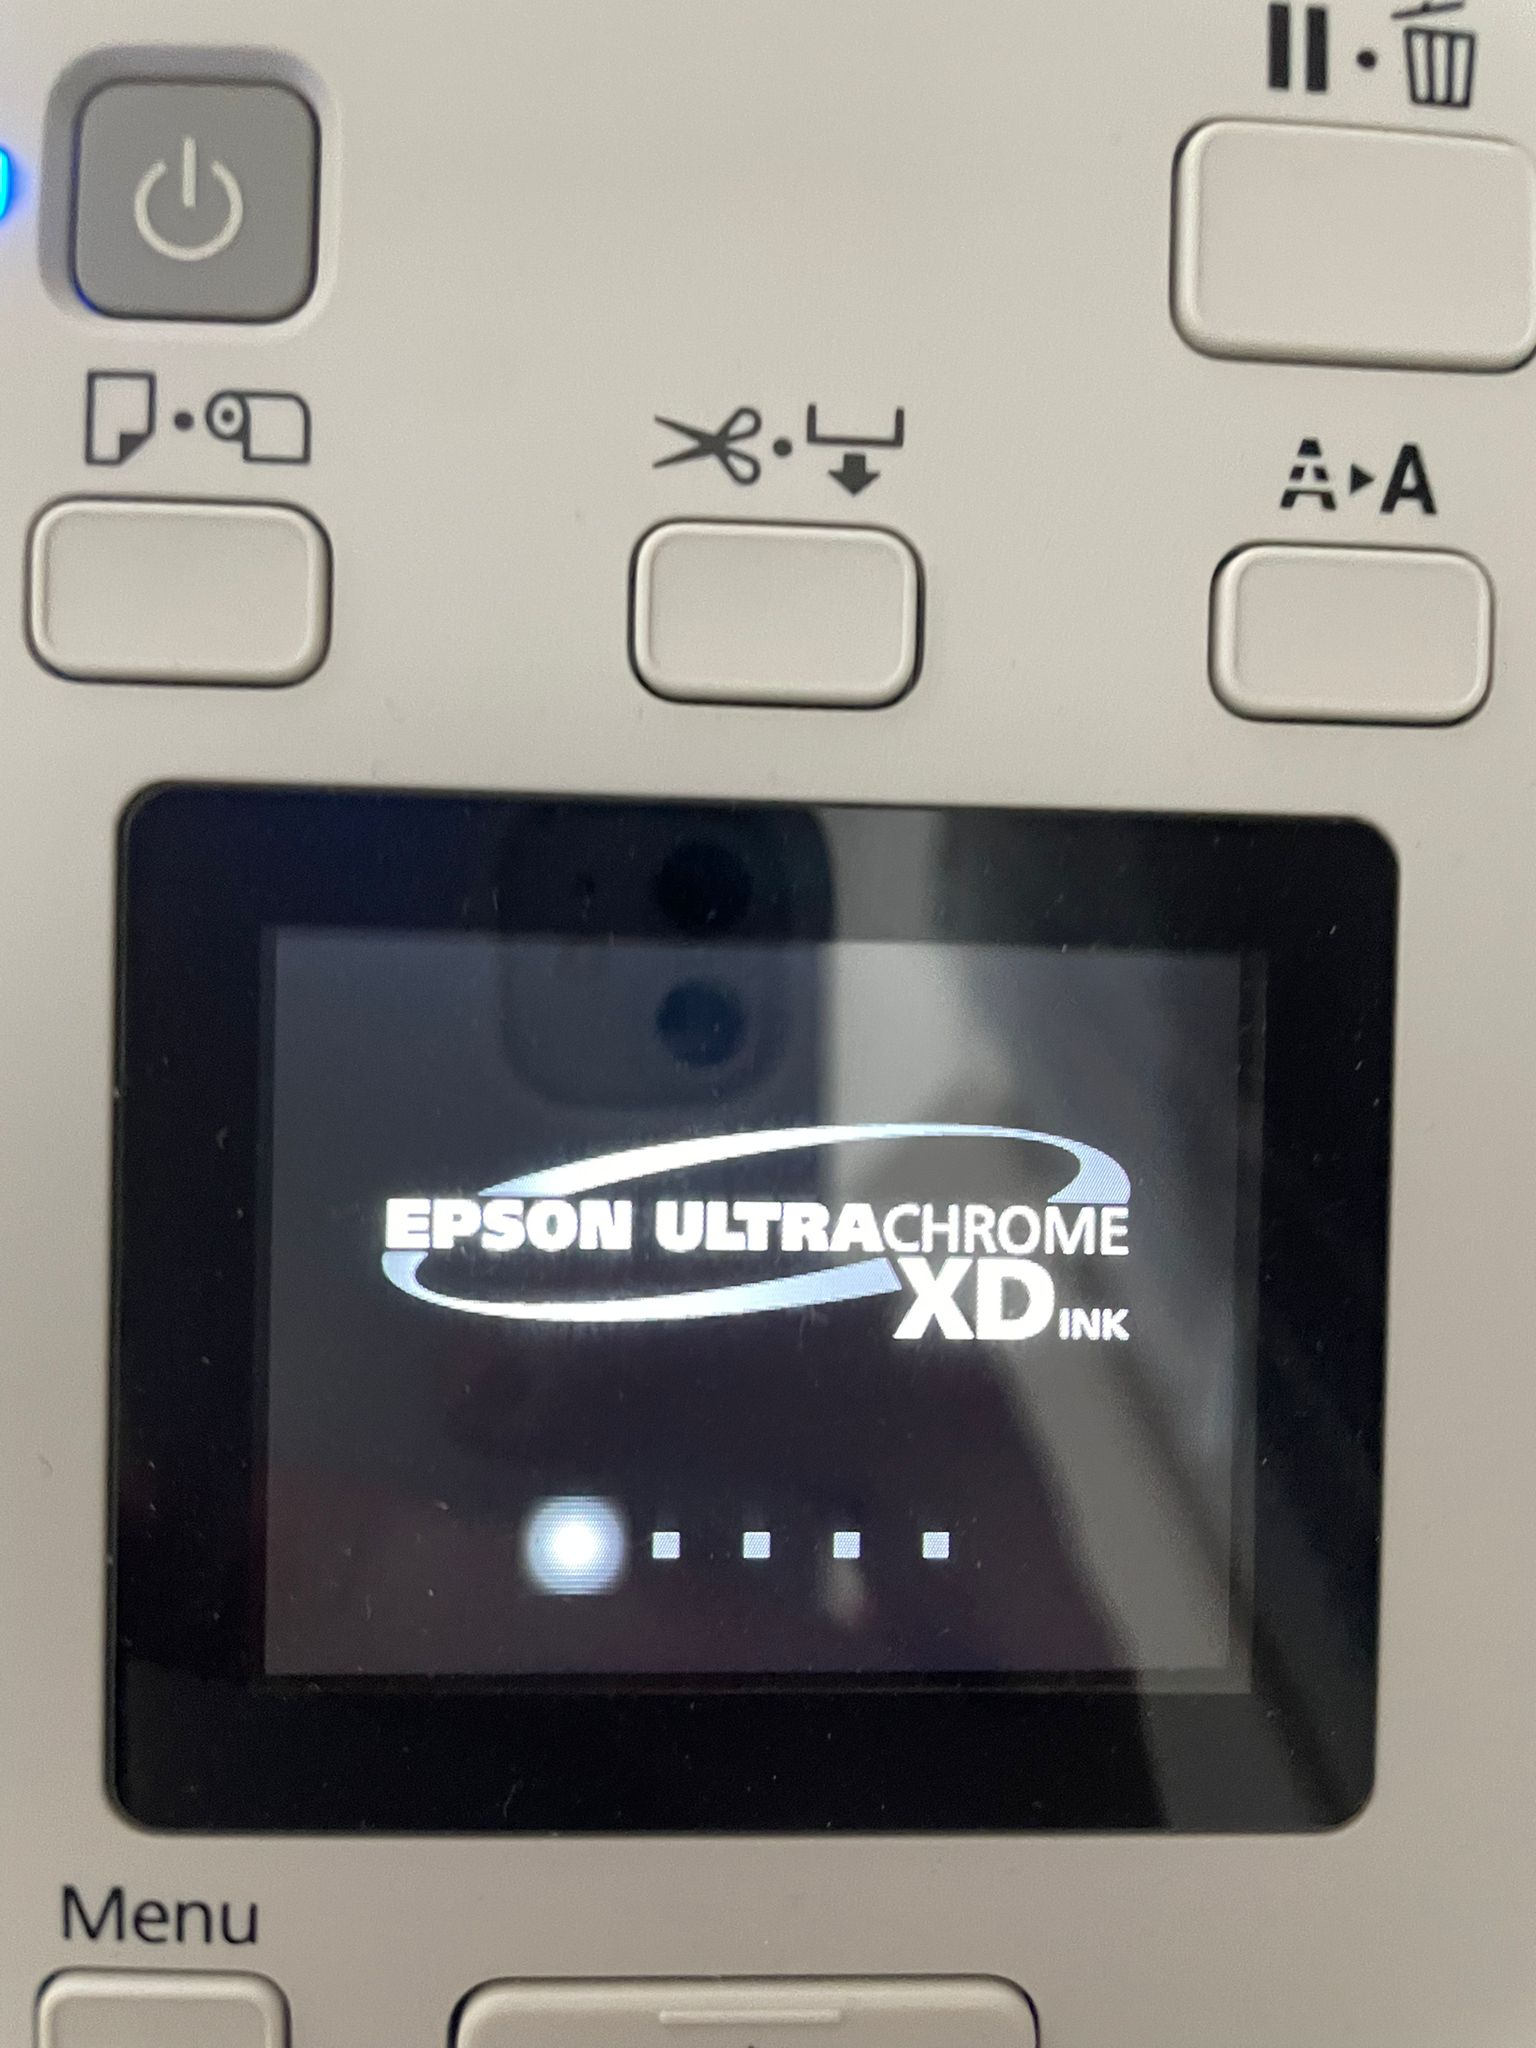 A▸A
EPSON ULTRACHROME
XD INK
Menu